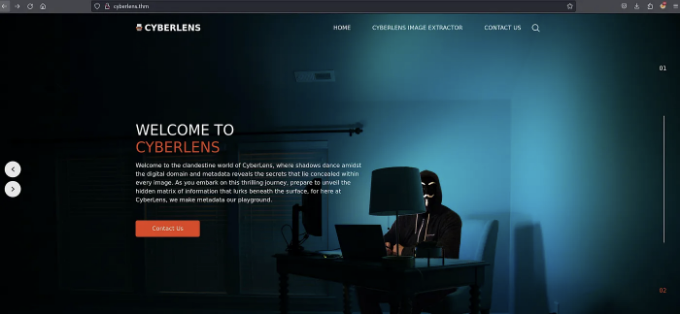 cyberlens.thm
CYBERLENS
HOME
CYBERLENS IMAGE EXTRACTOR
CONTACT US
01
WELCOME TO
CYBERLENS
Welcome to the clandestine world of CyberLens, where shadows dance amidst
the digital domain and metadata reveals the secrets that lie concealed within
every image. As you embark on this thrilling journey, prepare to unveil the
hidden matrix of information that lurks beneath the surface, for here at
CyberLens, we make metadata our playground.
Contact Us
02